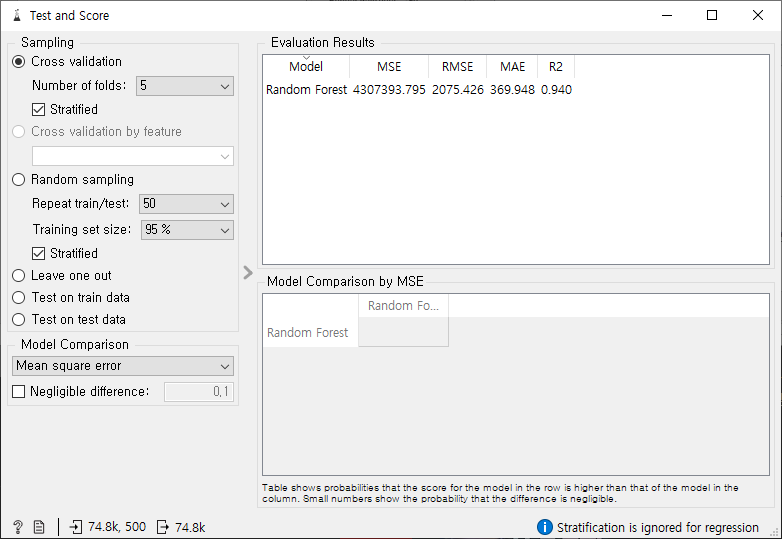 Test and Score
Sampling
Cross validation
Number of folds: 5
Stratified
Cross validation by feature
Random sampling
Repeat train/test: 50
Training set size: 95 %
Stratified
Leave one out
Test on train data
Test on test data
Model Comparison
Mean square error
Negligible difference: 0,1
? 74.8k, 500 74.8k
Evaluation Results
Model MSE RMSE MAE R2
Random Forest 4307393.795 2075.426 369.948 0.940
Model Comparison by MSE
Random Fo...
Random Forest
Table shows probabilities that the score for the model in the row is higher than that of the model in the
column. Small numbers show the probability that the difference is negligible.
Stratification is ignored for regression